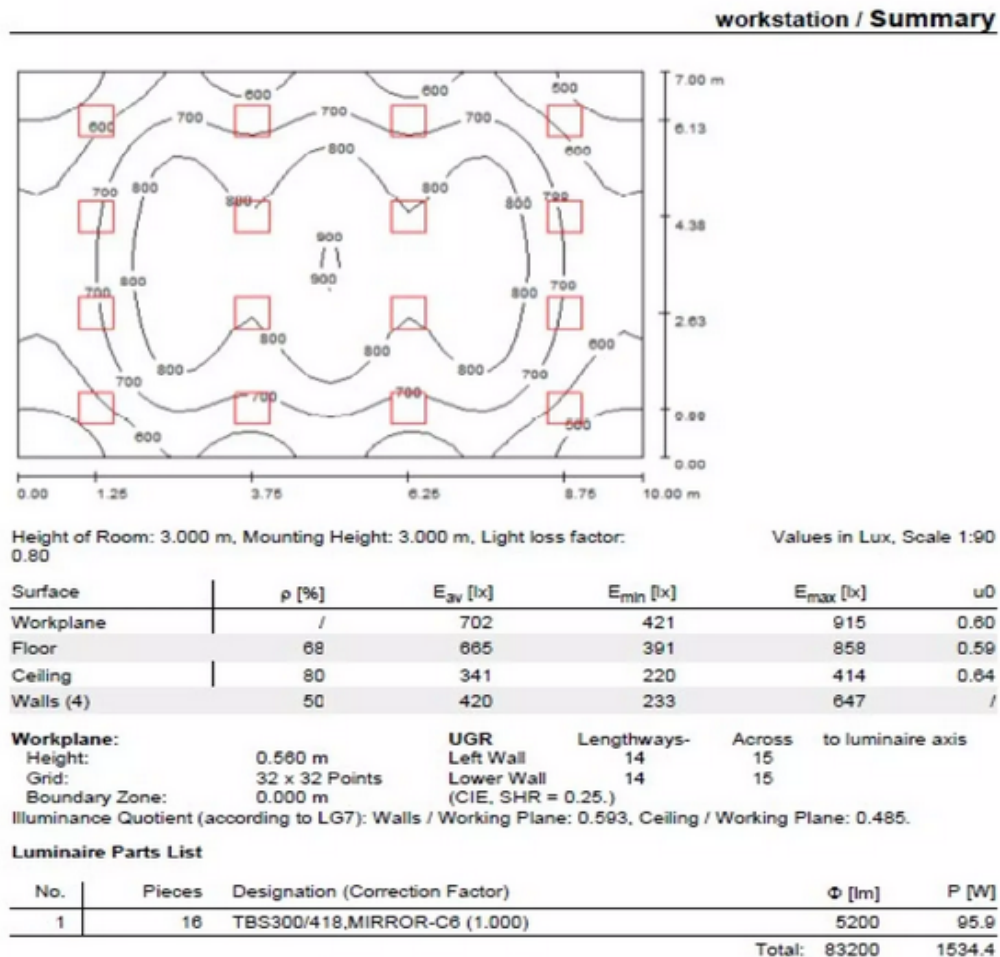 workstation / Summary
600 600 500
7.00 m
600 700 700 700
6.13
600
800
700 800 800 700
800 800
4.38
900
900
700 800 800 700
2.63
800 600
800
800 800
700 700
700 700
0.88
600 500
0.00
0.00 1.25 3.75 6.25 8.75 10.00 m
Height of Room: 3.000 m, Mounting Height: 3.000 m, Light loss factor: Values in Lux, Scale 1:90
0.80
Surface ρ [%] Eav [lx] Emin [lx] Emax [lx] u0
Workplane / 702 421 915 0.60
Floor 68 665 391 858 0.59
Ceiling 80 341 220 414 0.64
Walls (4) 50 420 233 647 /
Workplane: UGR Lengthways- Across to luminaire axis
Height: 0.560 m Left Wall 14 15
Grid: 32 x 32 Points Lower Wall 14 15
Boundary Zone: 0.000 m (CIE, SHR = 0.25.)
Illuminance Quotient (according to LG7): Walls / Working Plane: 0.593, Ceiling / Working Plane: 0.485.
Luminaire Parts List
No. Pieces Designation (Correction Factor) Φ [lm] P [W]
1 16 TBS300/418,MIRROR-C6 (1.000) 5200 95.9
Total: 83200 1534.4